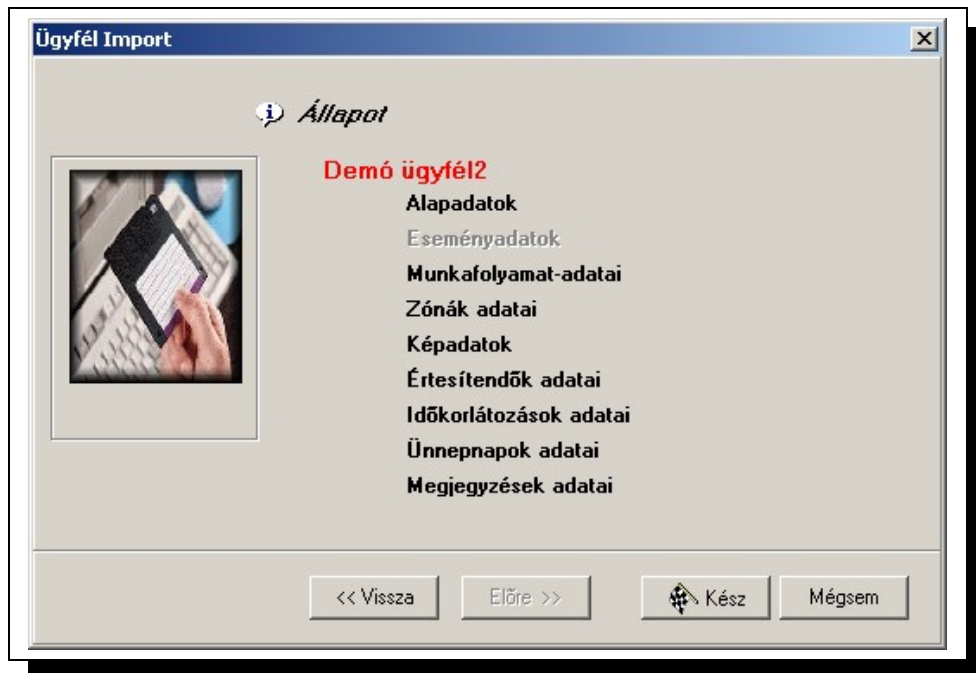 Ügyfél Import
Állapot
Demó ügyfél2
Alapadatok
Eseményadatok
Munkafolyamat-adatai
Zónák adatai
Képadatok
Értesítendők adatai
Időkorlátozások adatai
Ünnepnapok adatai
Megjegyzések adatai
<< Vissza
Előre >>
Kész
Mégsem